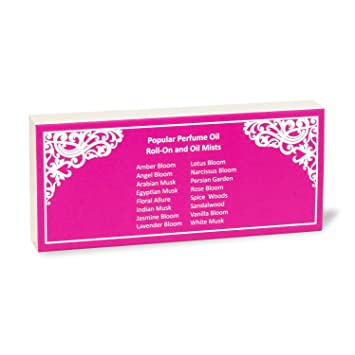 Popular Perfume Oil
Roll-On and Oil Mists
Amber Bloom
Angel Bloom
Arabian Musk
Egyptian Musk
Floral Allure
Indian Musk
Jasmine Bloom
Lavender Bloom
Lotus Bloom
Narcissus Bloom
Persian Garden
Rose Bloom
Spice Woods
Sandalwood
Vanilla Bloom
White Musk